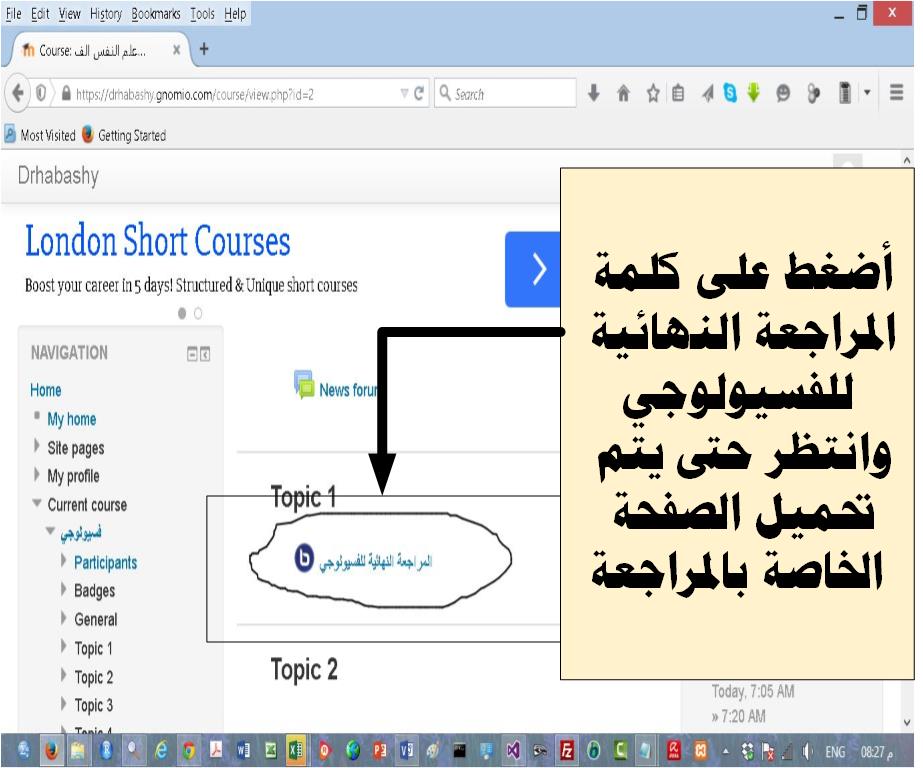 File Edit View History Bookmarks Tools Help
Course: علم النفس الف...
https://drhabashy.gnomio.com/course/view.php?id=2
Search
Most Visited Getting Started
Drhabashy
London Short Courses
Boost your career in 5 days! Structured & Unique short courses
NAVIGATION
Home
My home
Site pages
My profile
Current course
فسيولوجي
Participants
Badges
General
Topic 1
Topic 2
Topic 3
Topic 4
News forum
Topic 1
المراجعة النهائية للفسيولوجي
Topic 2
أضغط على كلمة
المراجعة النهائية
للفسيولوجي
وانتظر حتى يتم
تحميل الصفحة
الخاصة بالمراجعة
Today, 7:05 AM
» 7:20 AM
ENG 08:27 م